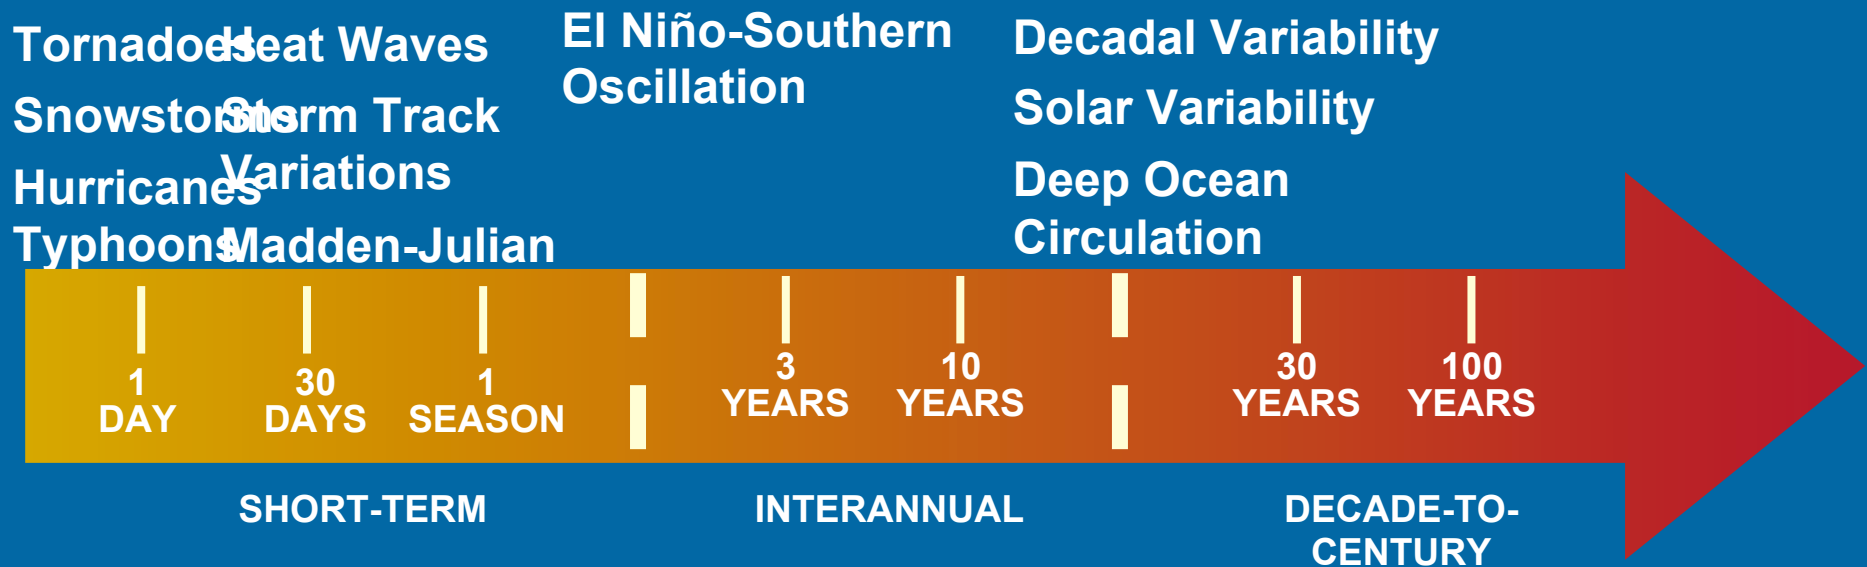 Tornadoes
Snowstorms
Hurricanes
Typhoons
Heat Waves
Storm Track
Variations
Madden-Julian
El Niño-Southern
Oscillation
Decadal Variability
Solar Variability
Deep Ocean
Circulation
1
DAY
30
DAYS
1
SEASON
3
YEARS
10
YEARS
30
YEARS
100
YEARS
SHORT-TERM
INTERANNUAL
DECADE-TO-
CENTURY